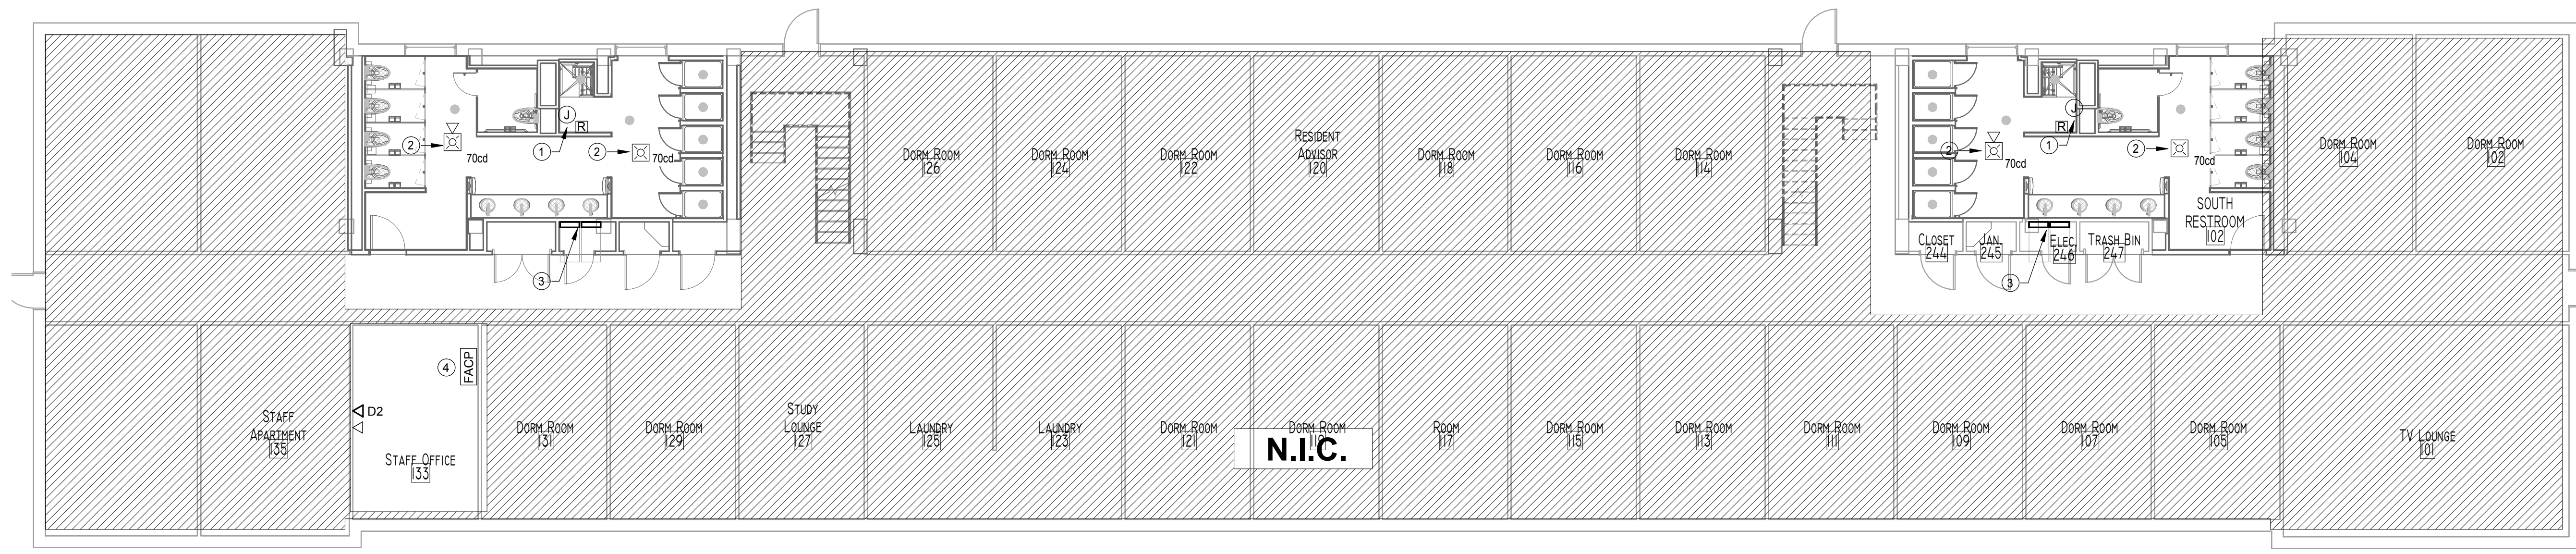 J
R
2
70cd
1
2
70cd
DORM ROOM
126
DORM ROOM
124
DORM ROOM
122
RESIDENT
ADVISOR
120
DORM ROOM
118
DORM ROOM
116
DORM ROOM
114
J
R
2
70cd
1
2
70cd
DORM ROOM
104
DORM ROOM
102
SOUTH
RESTROOM
102
CLOSET
244
JAN.
245
ELEC.
246
TRASH BIN
247
3
3
4
FACP
D2
STAFF
APARTMENT
135
STAFF OFFICE
133
DORM ROOM
131
DORM ROOM
129
STUDY
LOUNGE
127
LAUNDRY
125
LAUNDRY
123
DORM ROOM
121
DORM ROOM
N.I.C.
ROOM
117
DORM ROOM
115
DORM ROOM
113
DORM ROOM
111
DORM ROOM
109
DORM ROOM
107
DORM ROOM
105
TV LOUNGE
101